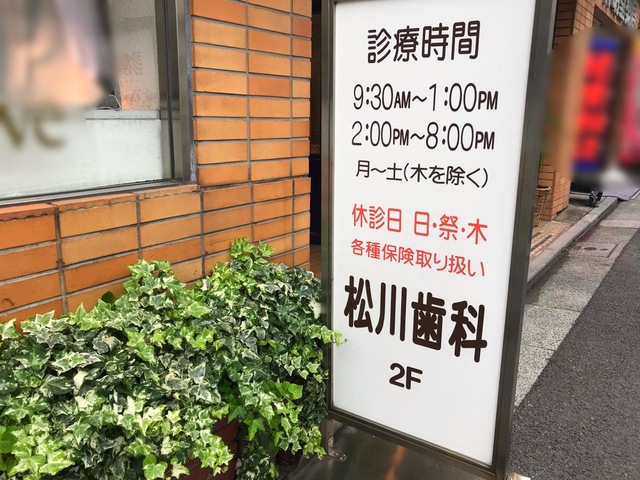 診療時間
9:30AM～1:00PM
2:00PM～8:00PM
月～土(木を除く)
休診日 日・祭・木
各種保険取り扱い
松川歯科
2F